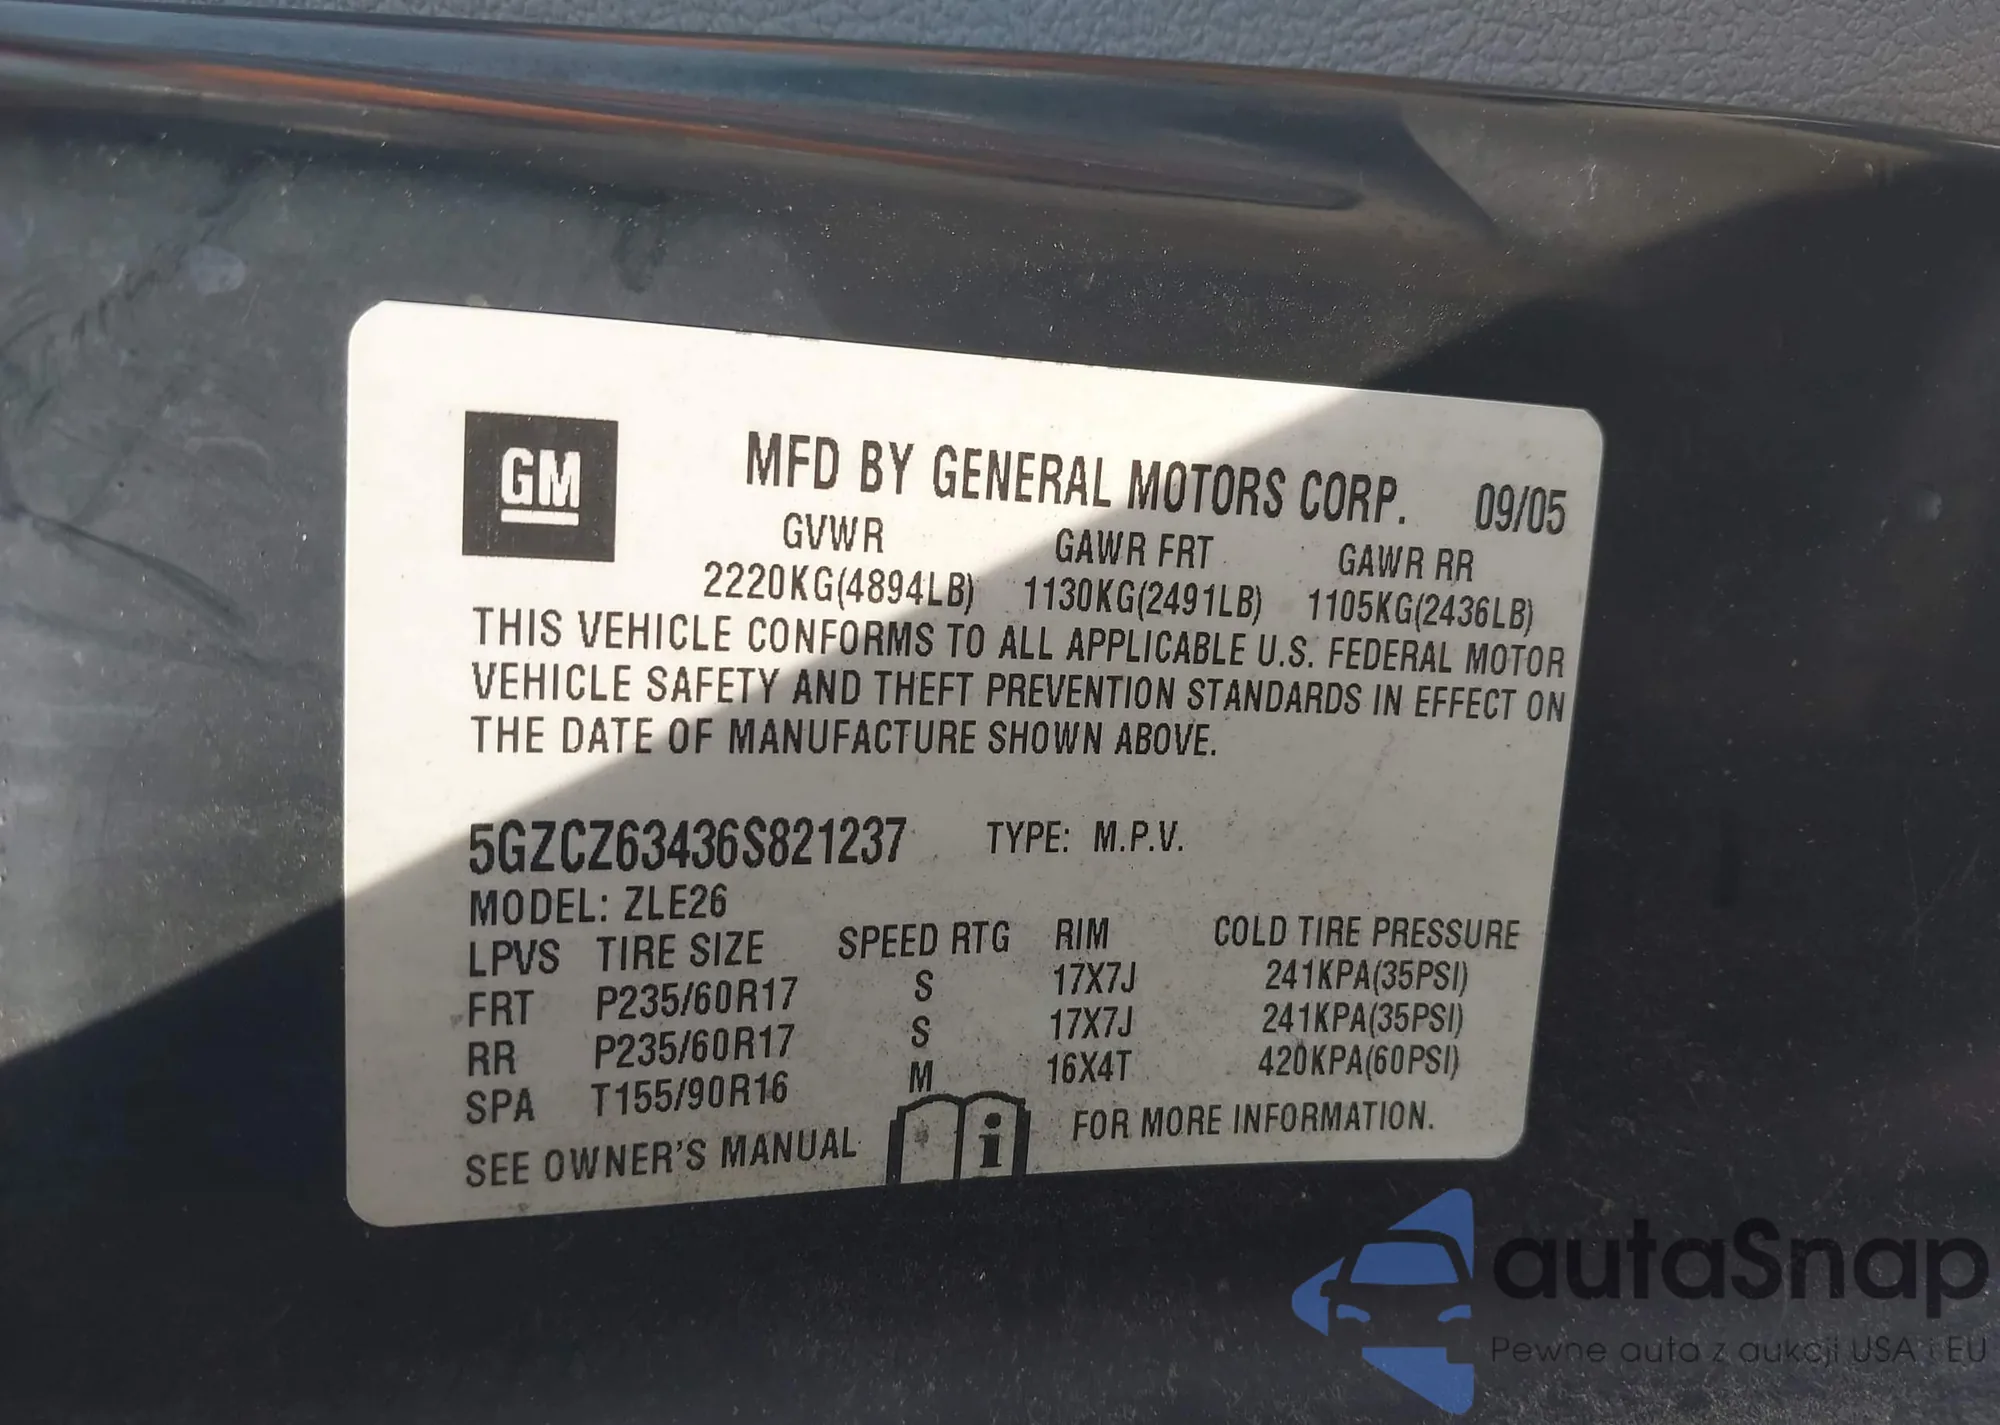 GM
MFD BY GENERAL MOTORS CORP. 09/05
GVWR GAWR FRT GAWR RR
2220KG(4894LB) 1130KG(2491LB) 1105KG(2436LB)
THIS VEHICLE CONFORMS TO ALL APPLICABLE U.S. FEDERAL MOTOR
VEHICLE SAFETY AND THEFT PREVENTION STANDARDS IN EFFECT ON
THE DATE OF MANUFACTURE SHOWN ABOVE.
5GZCZ63436S821237 TYPE: M.P.V.
MODEL: ZLE26
LPVS TIRE SIZE SPEED RTG RIM COLD TIRE PRESSURE
FRT P235/60R17 S 17X7J 241KPA(35PSI)
RR P235/60R17 S 17X7J 241KPA(35PSI)
SPA T155/90R16 M 16X4T 420KPA(60PSI)
SEE OWNER'S MANUAL i FOR MORE INFORMATION.
autaSnap
Pewne auta z aukcji USA i EU